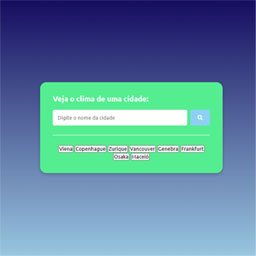 Veja o clima de uma cidade:
Digite o nome da cidade
Viena Copenhague Zurique Vancouver Genebra Frankfurt
Osaka Maceió